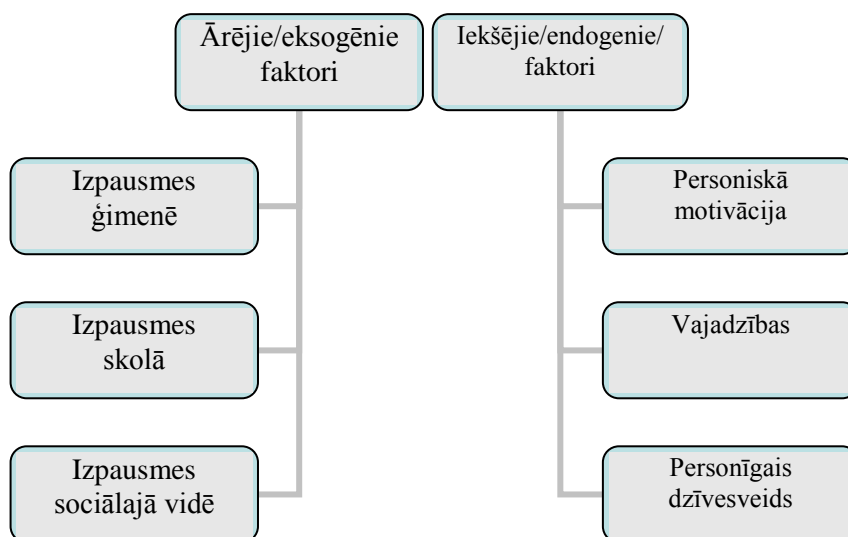 Ārējie/eksogēnie
faktori
Iekšējie/endogenie/
faktori
Izpausmes
ģimenē
Personiskā
motivācija
Izpausmes
skolā
Vajadzības
Izpausmes
sociālajā vidē
Personīgais
dzīvesveids